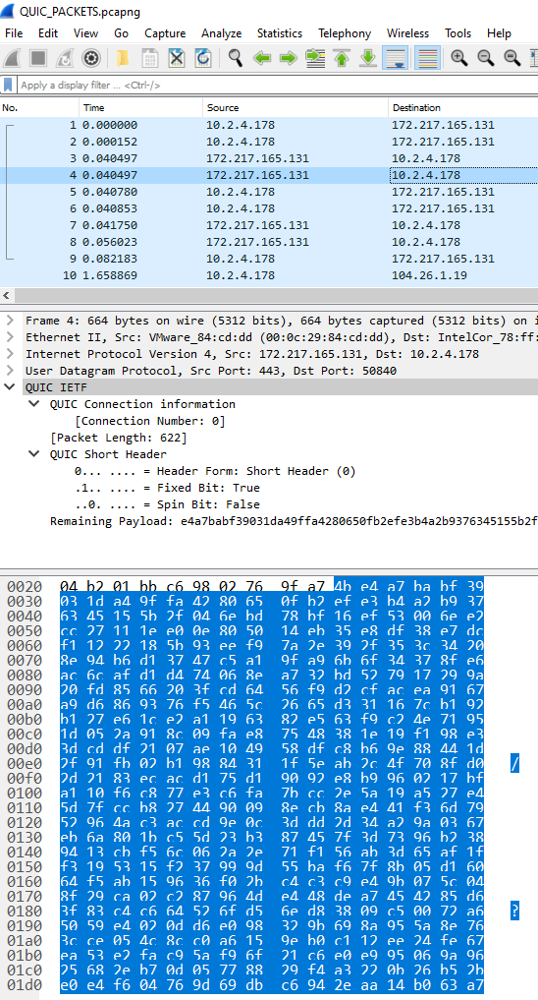 QUIC_PACKETS.pcapng
File Edit View Go Capture Analyze Statistics Telephony Wireless Tools Help
Apply a display filter ... <Ctrl-/>
No. Time Source Destination
1 0.000000 10.2.4.178 172.217.165.131
2 0.000152 10.2.4.178 172.217.165.131
3 0.040497 172.217.165.131 10.2.4.178
4 0.040497 172.217.165.131 10.2.4.178
5 0.040780 10.2.4.178 172.217.165.131
6 0.040853 10.2.4.178 172.217.165.131
7 0.041750 172.217.165.131 10.2.4.178
8 0.056023 172.217.165.131 10.2.4.178
9 0.082183 10.2.4.178 172.217.165.131
10 1.658869 10.2.4.178 104.26.1.19
Frame 4: 664 bytes on wire (5312 bits), 664 bytes captured (5312 bits) on i
Ethernet II, Src: VMware_84:cd:dd (00:0c:29:84:cd:dd), Dst: IntelCor_78:ff:
Internet Protocol Version 4, Src: 172.217.165.131, Dst: 10.2.4.178
User Datagram Protocol, Src Port: 443, Dst Port: 50840
QUIC IETF
QUIC Connection information
[Connection Number: 0]
[Packet Length: 622]
QUIC Short Header
0... .... = Header Form: Short Header (0)
.1.. .... = Fixed Bit: True
..0. .... = Spin Bit: False
Remaining Payload: e4a7babf39031da49ffa4280650fb2efe3b4a2b9376345155b2f
0020 04 b2 01 bb c6 98 02 76 9f a7 4b e4 a7 ba bf 39
0030 03 1d a4 9f fa 42 80 65 0f b2 ef e3 b4 a2 b9 37
0040 63 45 15 5b 2f 04 6e bd 78 bf 16 ef 53 00 6e e2
0050 cc 27 11 1e e0 0e 80 50 14 eb 35 e8 df 38 e7 dc
0060 f1 12 22 18 5b 93 ee f9 7a 2e 39 2f 35 3c 34 20
0070 8e 94 b6 d1 37 47 c5 a1 9f a9 6b 6f 34 37 8f e6
0080 ac 6c af d1 d4 74 06 8e a7 32 bd 52 79 17 29 9a
0090 20 fd 85 66 20 3f cd 64 56 f9 d2 cf ac ea 91 67
00a0 a9 d6 86 93 76 f5 46 5c 26 65 d3 31 16 7c b1 92
00b0 b1 27 e6 1c e2 a1 19 63 82 e5 63 f9 c2 4e 71 95
00c0 1d 05 2a 91 8c 09 fa e8 75 48 38 1e 19 f1 98 e3
00d0 3d cd df 21 07 ae 10 49 58 df c8 b6 9e 88 44 1d
00e0 2f 91 fb 02 b1 98 84 31 1f 5e ab 2c 4f 70 8f d0 /
00f0 2d 21 83 ec ac d1 75 d1 90 92 e8 b9 96 02 17 bf
0100 a1 10 f6 c8 77 e3 c6 fa 7b cc 2e 5a 19 a5 27 e4
0110 5d 7f cc b8 27 44 90 09 8e cb 8a e4 41 f3 6d 79
0120 52 96 4a c3 ac cd 9e 0c 3d dd 2d 34 a2 9a 03 67
0130 eb 6a 80 1b c5 5d 23 b3 87 45 7f 3d 73 96 b2 38
0140 94 13 cb f5 6c 06 2a 2e 71 f1 56 ab 3d 65 af 1f
0150 f3 19 53 15 f2 37 99 9d 55 ba f6 7f 8b 05 d1 60
0160 64 f5 ab 15 96 36 f0 2b c4 c3 c9 e4 9b 07 5c 04
0170 8f 29 ca 02 c2 87 96 4d e4 48 de a7 45 42 85 d6
0180 3f 83 c4 c6 64 52 6f d5 6e d8 38 09 c5 00 72 a6 ?
0190 50 59 e4 02 0d d6 e0 98 32 9b 69 8a 95 5a 8e 76
01a0 3c ce 05 4c 8c c0 a6 15 9e b0 c1 12 ee 24 fe 67
01b0 ea 53 e2 fa c9 5a f9 6f 21 c6 e0 e9 95 06 9a 96
01c0 25 68 2e b7 0d 05 77 88 29 f4 a3 22 0b 26 b5 2b
01d0 e0 e4 f6 04 76 9d 69 db c6 94 2e aa 14 b0 63 a7